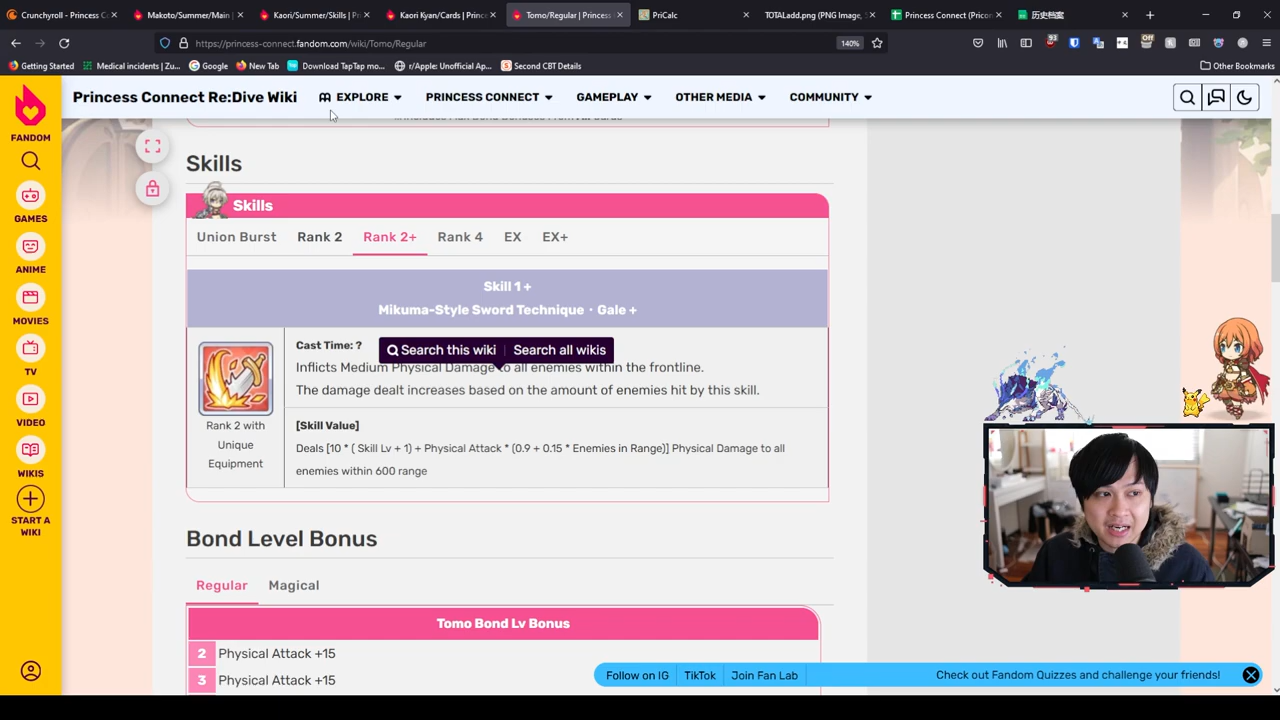 Crunchyroll - Princess Co
Makoto/Summer/Main |
Kaori/Summer/Skills | Pri
Kaori Kyan/Cards | Prince
Tomo/Regular | Princess
PriCalc
TOTALadd.png (PNG Image,
Princess Connect (Pricon
历史档案
https://princess-connect.fandom.com/wiki/Tomo/Regular
140%
93
Off
Getting Started
Medical incidents | Zu...
Google
New Tab
Download TapTap mo...
r/Apple: Unofficial Ap...
Second CBT Details
Other Bookmarks
Princess Connect Re:Dive Wiki
EXPLORE
PRINCESS CONNECT
GAMEPLAY
OTHER MEDIA
COMMUNITY
FANDOM
GAMES
ANIME
MOVIES
TV
VIDEO
WIKIS
START A
WIKI
Skills
Skills
Union Burst
Rank 2
Rank 2+
Rank 4
EX
EX+
Skill 1 +
Mikuma-Style Sword Technique・Gale +
Cast Time: ?
Search this wiki
Search all wikis
Inflicts Medium Physical Damage to all enemies within the frontline.
The damage dealt increases based on the amount of enemies hit by this skill.
Rank 2 with
Unique
Equipment
[Skill Value]
Deals [10 * ( Skill Lv + 1) + Physical Attack * (0.9 + 0.15 * Enemies in Range)] Physical Damage to all
enemies within 600 range
Bond Level Bonus
Regular
Magical
Tomo Bond Lv Bonus
2 Physical Attack +15
3 Physical Attack +15
Follow on IG
TikTok
Join Fan Lab
Check out Fandom Quizzes and challenge your friends!